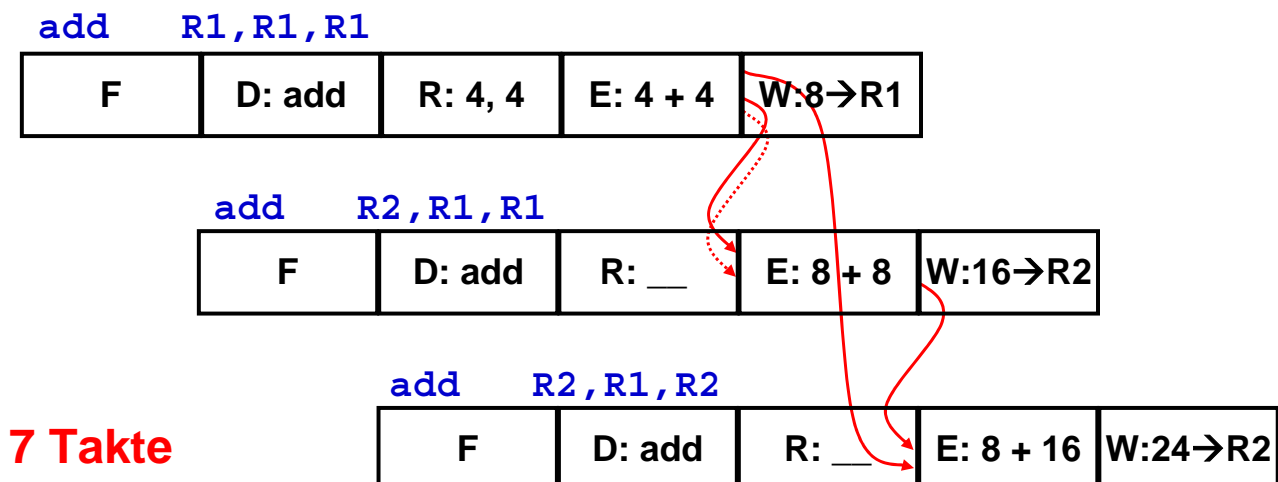 add R1,R1,R1
F D: add R: 4, 4 E: 4 + 4 W:8→R1
add R2,R1,R1
F D: add R: __ E: 8 + 8 W:16→R2
add R2,R1,R2
7 Takte F D: add R: __ E: 8 + 16 W:24→R2